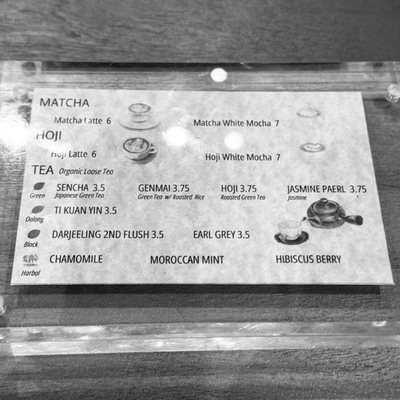 MATCHA
Matcha Latte 6 Matcha White Mocha 7
HOJI
Hoji Latte 6 Hoji White Mocha 7
TEA Organic Loose Tea
SENCHA 3.5 GENMAI 3.75 HOJI 3.75 JASMINE PAERL 3.75
Green Japanese Green Tea Green Tea w/ Roasted Rice Roasted Green Tea Jasmine
TI KUAN YIN 3.5
Oolong
DARJEELING 2ND FLUSH 3.5 EARL GREY 3.5
Black
CHAMOMILE MOROCCAN MINT HIBISCUS BERRY
Harbal